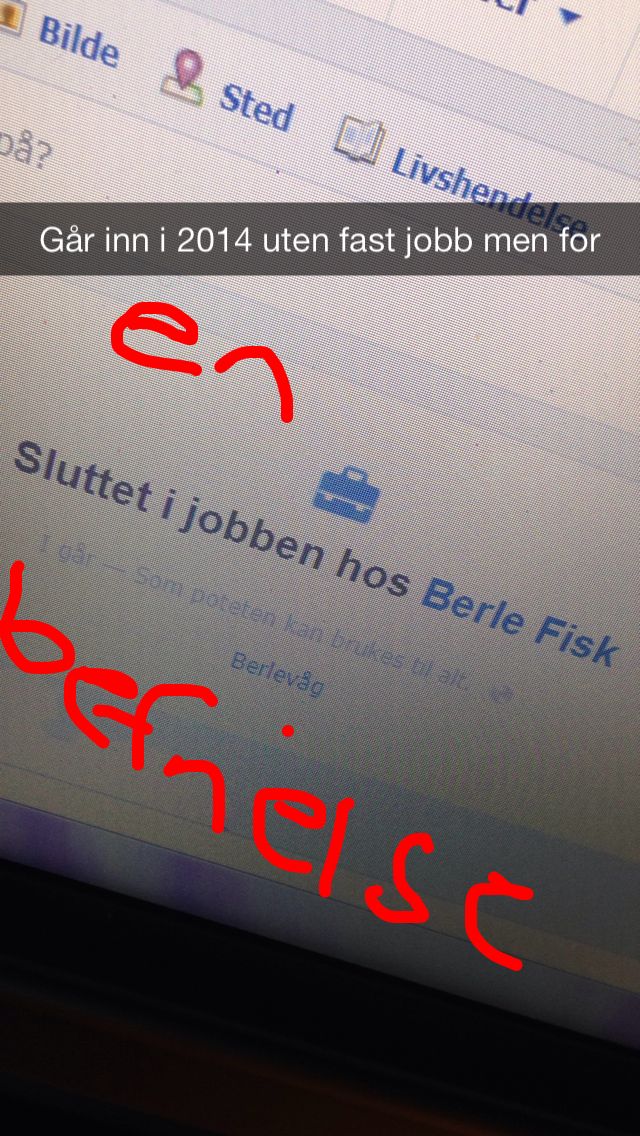 Bilde
Sted
Livshendelse
på?
Går inn i 2014 uten fast jobb men for
en
Sluttet i jobben hos Berle Fisk
I går — Som poteten kan brukes til alt.
Berlevåg
befrielse